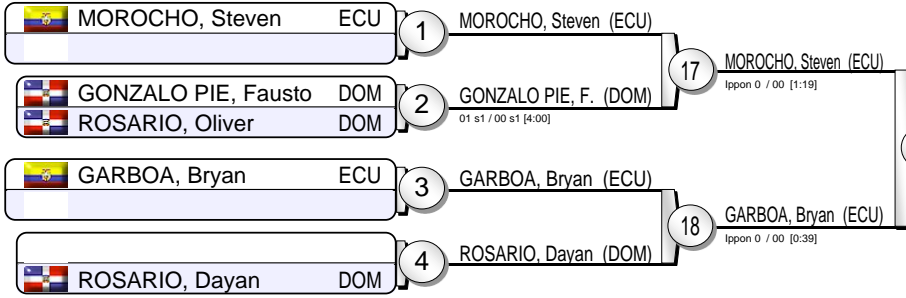 MOROCHO, Steven ECU
1
MOROCHO, Steven (ECU)
17
MOROCHO, Steven (ECU)
Ippon 0 / 00 [1:19]
GONZALO PIE, Fausto DOM
ROSARIO, Oliver DOM
2
GONZALO PIE, F. (DOM)
01 s1 / 00 s1 [4:00]
GARBOA, Bryan ECU
3
GARBOA, Bryan (ECU)
18
GARBOA, Bryan (ECU)
Ippon 0 / 00 [0:39]
4
ROSARIO, Dayan (DOM)
ROSARIO, Dayan DOM